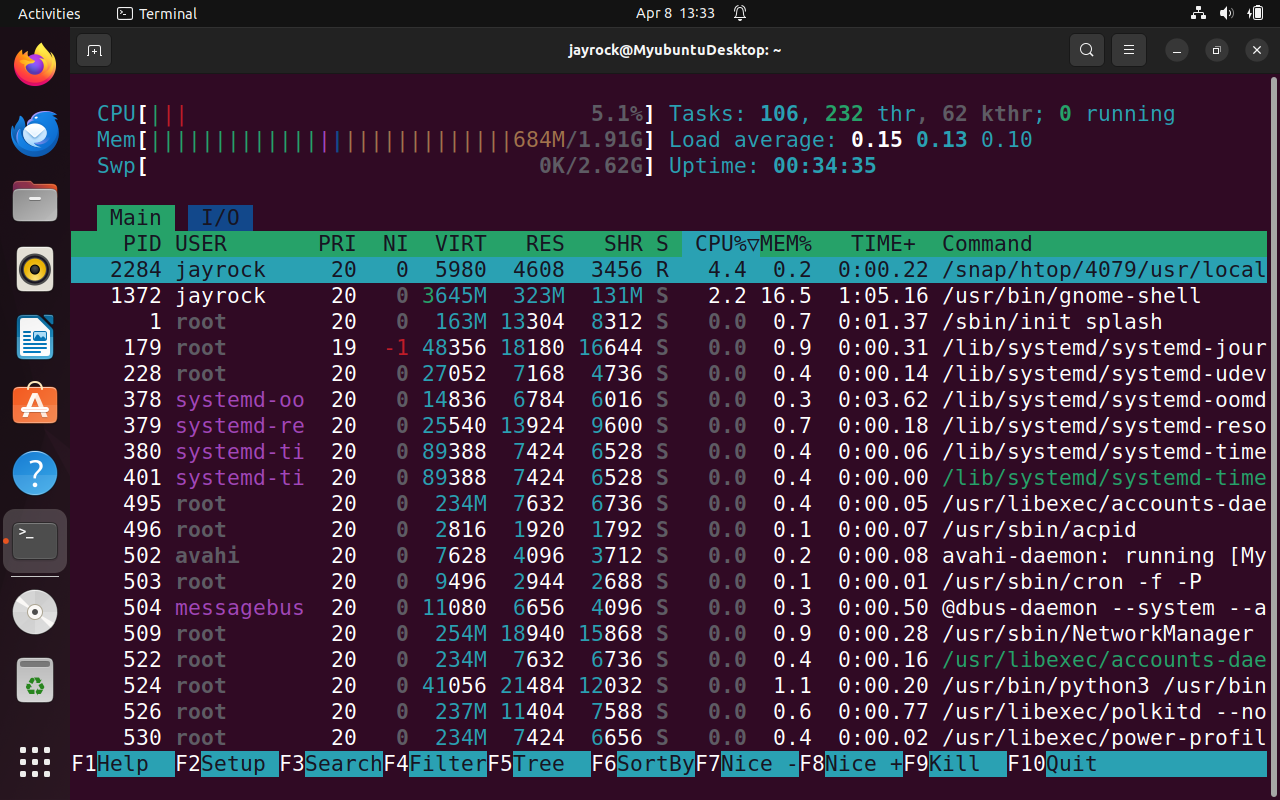 Activities Terminal Apr 8 13:33
jayrock@MyubuntuDesktop: ~
CPU[||| 5.1%] Tasks: 106, 232 thr, 62 kthr; 0 running
Mem[||||||||||||||||||||||||||||684M/1.91G] Load average: 0.15 0.13 0.10
Swp[ 0K/2.62G] Uptime: 00:34:35
Main I/O
PID USER PRI NI VIRT RES SHR S CPU%▽MEM% TIME+ Command
2284 jayrock 20 0 5980 4608 3456 R 4.4 0.2 0:00.22 /snap/htop/4079/usr/local
1372 jayrock 20 0 3645M 323M 131M S 2.2 16.5 1:05.16 /usr/bin/gnome-shell
1 root 20 0 163M 13304 8312 S 0.0 0.7 0:01.37 /sbin/init splash
179 root 19 -1 48356 18180 16644 S 0.0 0.9 0:00.31 /lib/systemd/systemd-jour
228 root 20 0 27052 7168 4736 S 0.0 0.4 0:00.14 /lib/systemd/systemd-udev
378 systemd-oo 20 0 14836 6784 6016 S 0.0 0.3 0:03.62 /lib/systemd/systemd-oomd
379 systemd-re 20 0 25540 13924 9600 S 0.0 0.7 0:00.18 /lib/systemd/systemd-reso
380 systemd-ti 20 0 89388 7424 6528 S 0.0 0.4 0:00.06 /lib/systemd/systemd-time
401 systemd-ti 20 0 89388 7424 6528 S 0.0 0.4 0:00.00 /lib/systemd/systemd-time
495 root 20 0 234M 7632 6736 S 0.0 0.4 0:00.05 /usr/libexec/accounts-dae
496 root 20 0 2816 1920 1792 S 0.0 0.1 0:00.07 /usr/sbin/acpid
502 avahi 20 0 7628 4096 3712 S 0.0 0.2 0:00.08 avahi-daemon: running [My
503 root 20 0 9496 2944 2688 S 0.0 0.1 0:00.01 /usr/sbin/cron -f -P
504 messagebus 20 0 11080 6656 4096 S 0.0 0.3 0:00.50 @dbus-daemon --system --a
509 root 20 0 254M 18940 15868 S 0.0 0.9 0:00.28 /usr/sbin/NetworkManager
522 root 20 0 234M 7632 6736 S 0.0 0.4 0:00.16 /usr/libexec/accounts-dae
524 root 20 0 41056 21484 12032 S 0.0 1.1 0:00.20 /usr/bin/python3 /usr/bin
526 root 20 0 237M 11404 7588 S 0.0 0.6 0:00.77 /usr/libexec/polkitd --no
530 root 20 0 234M 7424 6656 S 0.0 0.4 0:00.02 /usr/libexec/power-profil
F1Help F2Setup F3SearchF4FilterF5Tree F6SortByF7Nice -F8Nice +F9Kill F10Quit